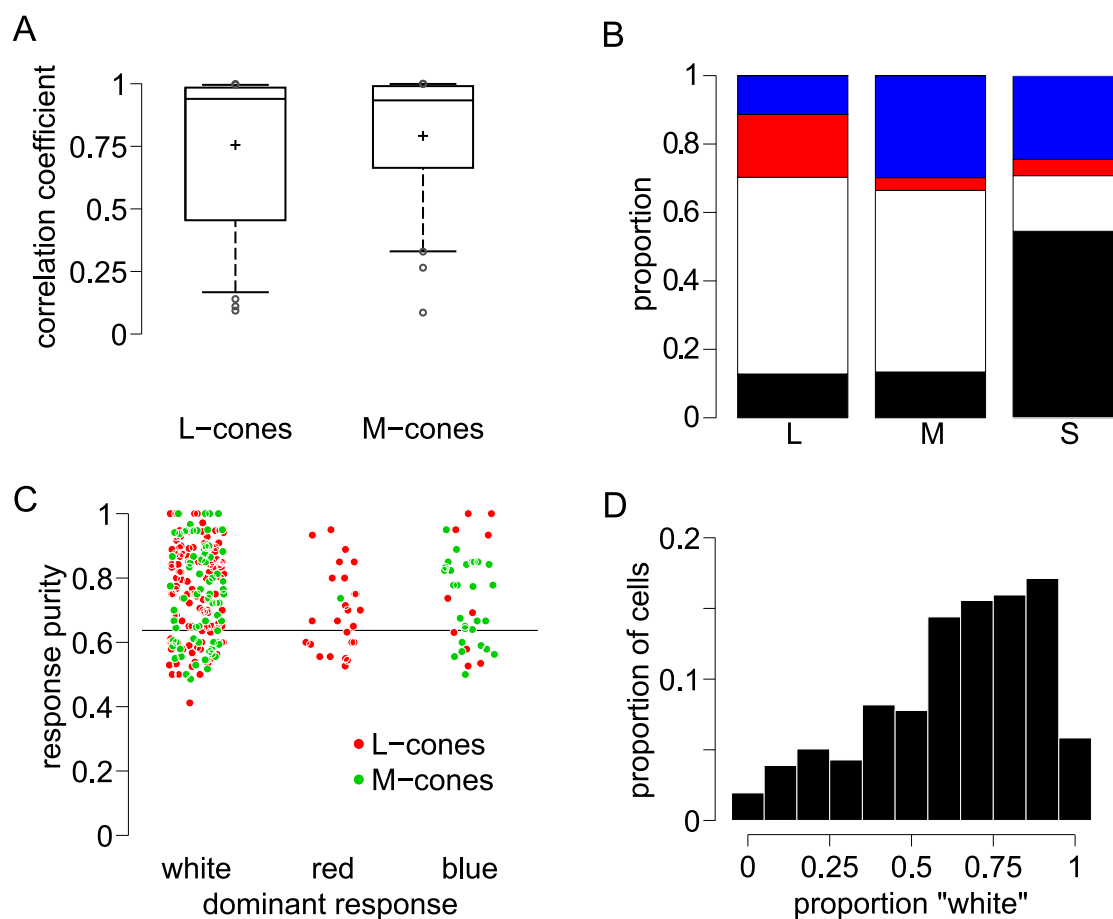 A
correlation coefficient
1
0.75
0.5
0.25
0
L−cones
M−cones
B
proportion
1
0.8
0.6
0.4
0.2
0
L
M
S
C
response purity
1
0.8
0.6
0.4
0.2
0
L−cones
M−cones
white
red
blue
dominant response
D
proportion of cells
0.2
0.1
0
0
0.25
0.5
0.75
1
proportion "white"